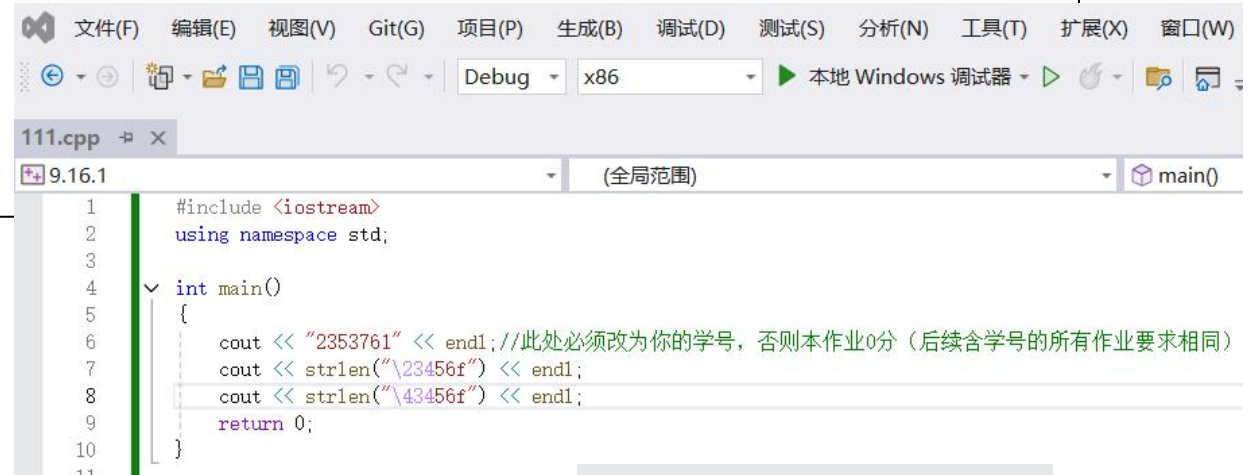 文件(F) 编辑(E) 视图(V) Git(G) 项目(P) 生成(B) 调试(D) 测试(S) 分析(N) 工具(T) 扩展(X) 窗口(W)
Debug x86 本地 Windows 调试器
111.cpp
9.16.1 (全局范围) main()
1 #include <iostream>
2 using namespace std;
3
4 int main()
5 {
6 cout << "2353761" << endl;//此处必须改为你的学号，否则本作业0分（后续含学号的所有作业要求相同）
7 cout << strlen("\23456f") << endl;
8 cout << strlen("\43456f") << endl;
9 return 0;
10 }
11